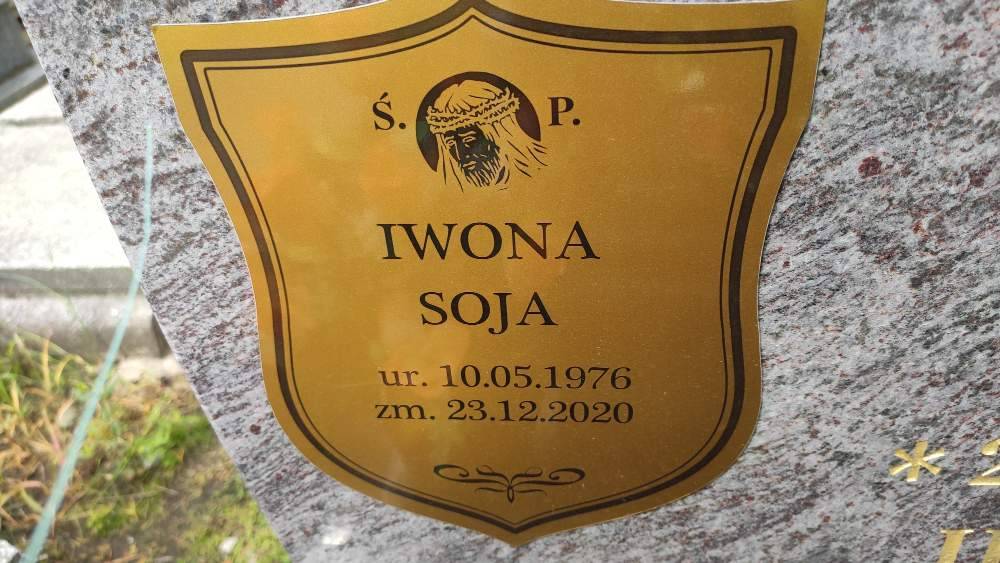 Ś. P.
IWONA
SOJA
ur. 10.05.1976
zm. 23.12.2020
*